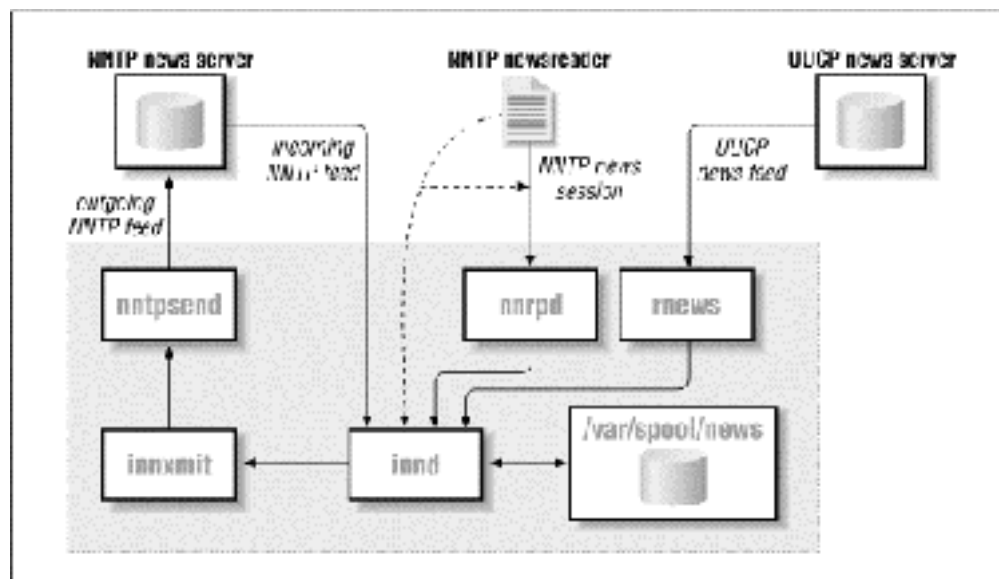 NNTP news server
NNTP newsreader
UUCP news server
incoming
NNTP feed
NNTP news
session
UUCP
news feed
outgoing
NNTP feed
nntpsend
nnrpd
rnews
innxmit
innd
/var/spool/news